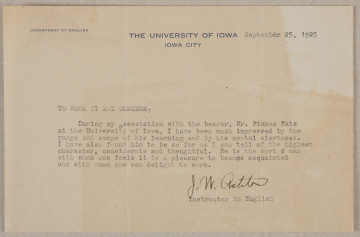 DEPARTMENT OF ENGLISH
THE UNIVERSITY OF IOWA
IOWA CITY
September 25, 1925
TO WHOM IT MAY CONCERN:
During my association with the bearer, Mr. Pinkus Katz
at the University of Iowa, I have been much impressed by the
range and scope of his learning and by his mental alertness.
I have also found him to be so far as I can tell of the highest
character, considerate and thoughtful. He is the sort of man
with whom one feels it is a pleasure to become acquainted
and with whom one can delight to work.
J. W. Ashton
Instructor in English